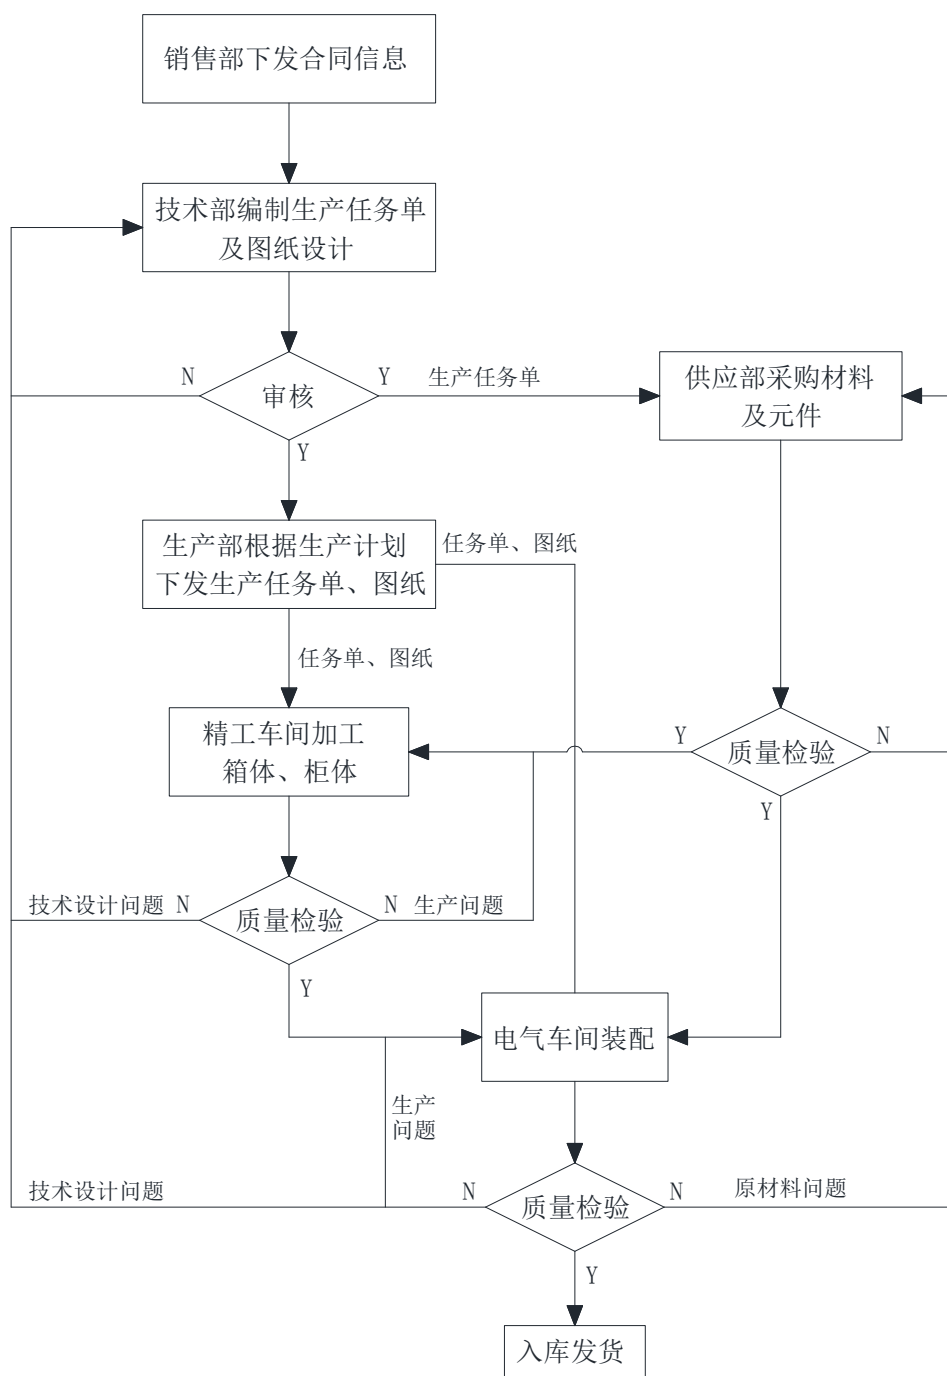 销售部下发合同信息
技术部编制生产任务单
及图纸设计
N
审核
Y
生产任务单
供应部采购材料
及元件
Y
生产部根据生产计划
下发生产任务单、图纸
任务单、图纸
任务单、图纸
精工车间加工
箱体、柜体
Y
质量检验
N
Y
技术设计问题 N
质量检验
N 生产问题
Y
电气车间装配
生产
问题
技术设计问题
N
质量检验
N
原材料问题
Y
入库发货